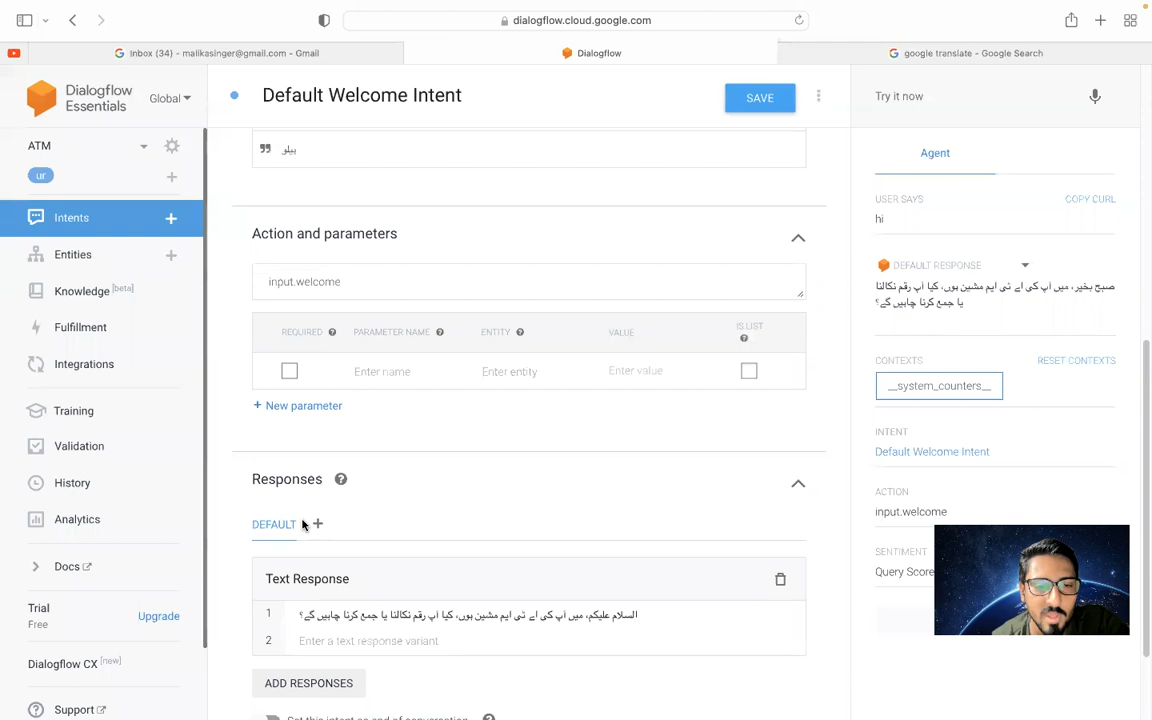 dialogflow.cloud.google.com
Inbox (34) - malikasinger@gmail.com - Gmail
Dialogflow
google translate - Google Search
Dialogflow
Essentials
Global
Default Welcome Intent
SAVE
Try it now
ATM
ur
Intents
Entities
Knowledge [beta]
Fulfillment
Integrations
Training
Validation
History
Analytics
Docs
Trial
Free
Upgrade
Dialogflow CX [new]
Support
ہیلو
Action and parameters
input.welcome
REQUIRED
PARAMETER NAME
ENTITY
VALUE
IS LIST
Enter name
Enter entity
Enter value
+ New parameter
Responses
DEFAULT
+
Text Response
1 السلام علیکم، میں آپ کی اے ٹی ایم مشین ہوں، کیا آپ رقم نکالنا یا جمع کرنا چاہیں گے؟
2 Enter a text response variant
ADD RESPONSES
Set this intent as end of conversation
Agent
USER SAYS
COPY CURL
hi
DEFAULT RESPONSE
صبح بخیر، میں آپ کی اے ٹی ایم مشین ہوں، کیا آپ رقم نکالنا
یا جمع کرنا چاہیں گے؟
CONTEXTS
RESET CONTEXTS
__system_counters__
INTENT
Default Welcome Intent
ACTION
input.welcome
SENTIMENT
Query Score